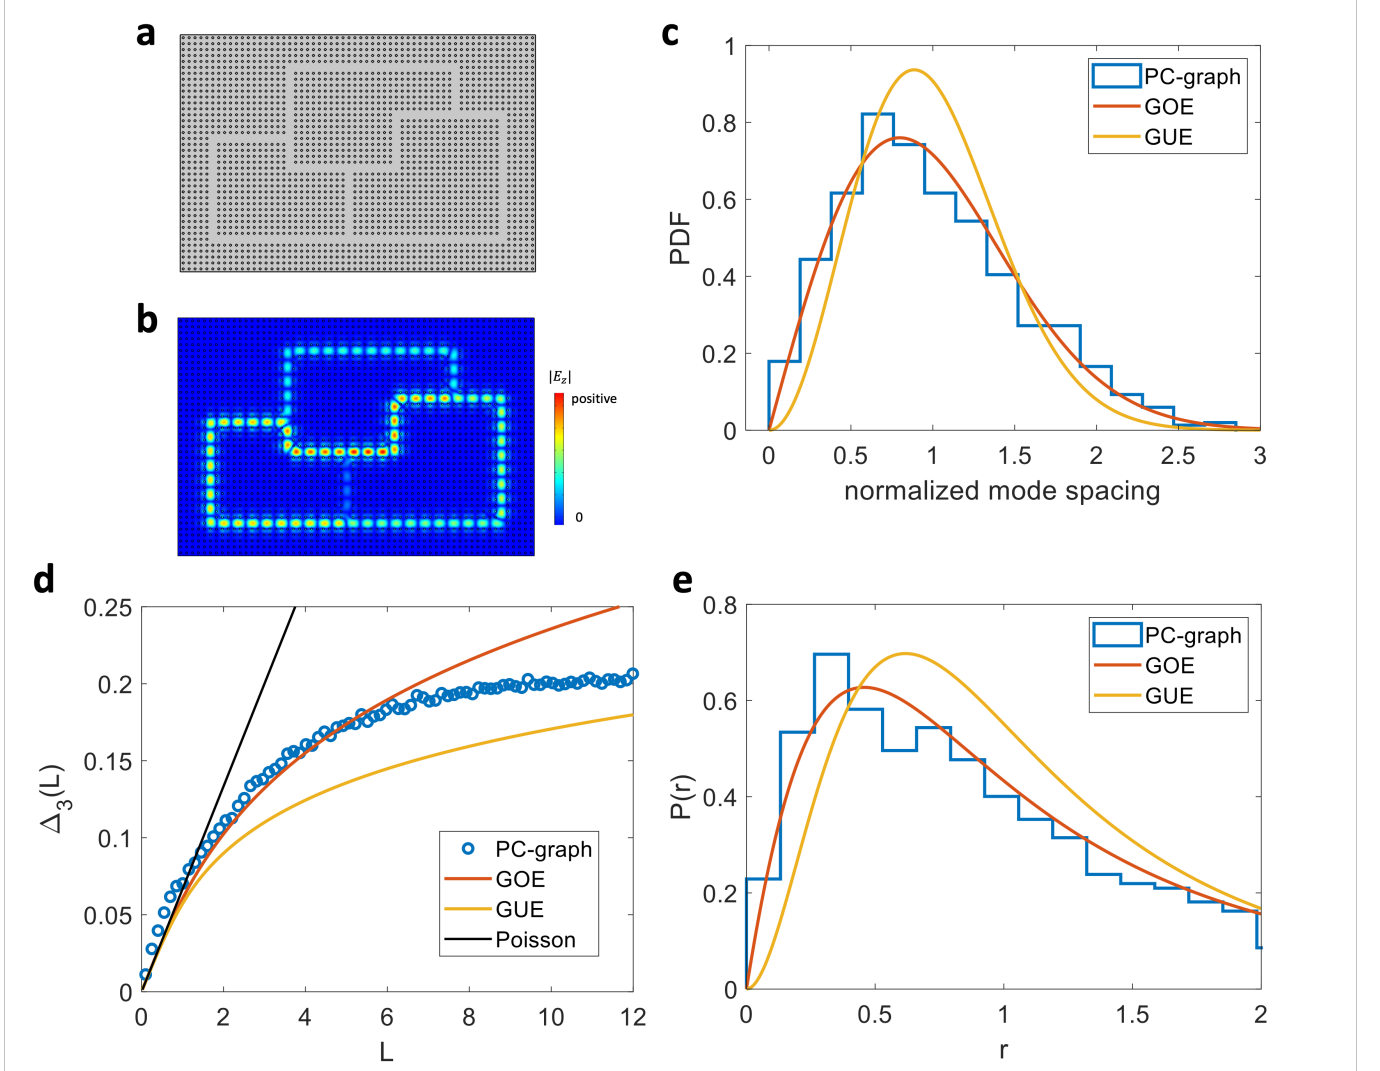 a
b
|E_z|
positive
0
c
PDF
1
0.8
0.6
0.4
0.2
0
0
0.5
1
1.5
2
2.5
3
normalized mode spacing
PC-graph
GOE
GUE
d
Δ_3(L)
0.25
0.2
0.15
0.1
0.05
0
0
2
4
6
8
10
12
L
PC-graph
GOE
GUE
Poisson
e
P(r)
0.8
0.6
0.4
0.2
0
0
0.5
1
1.5
2
r
PC-graph
GOE
GUE